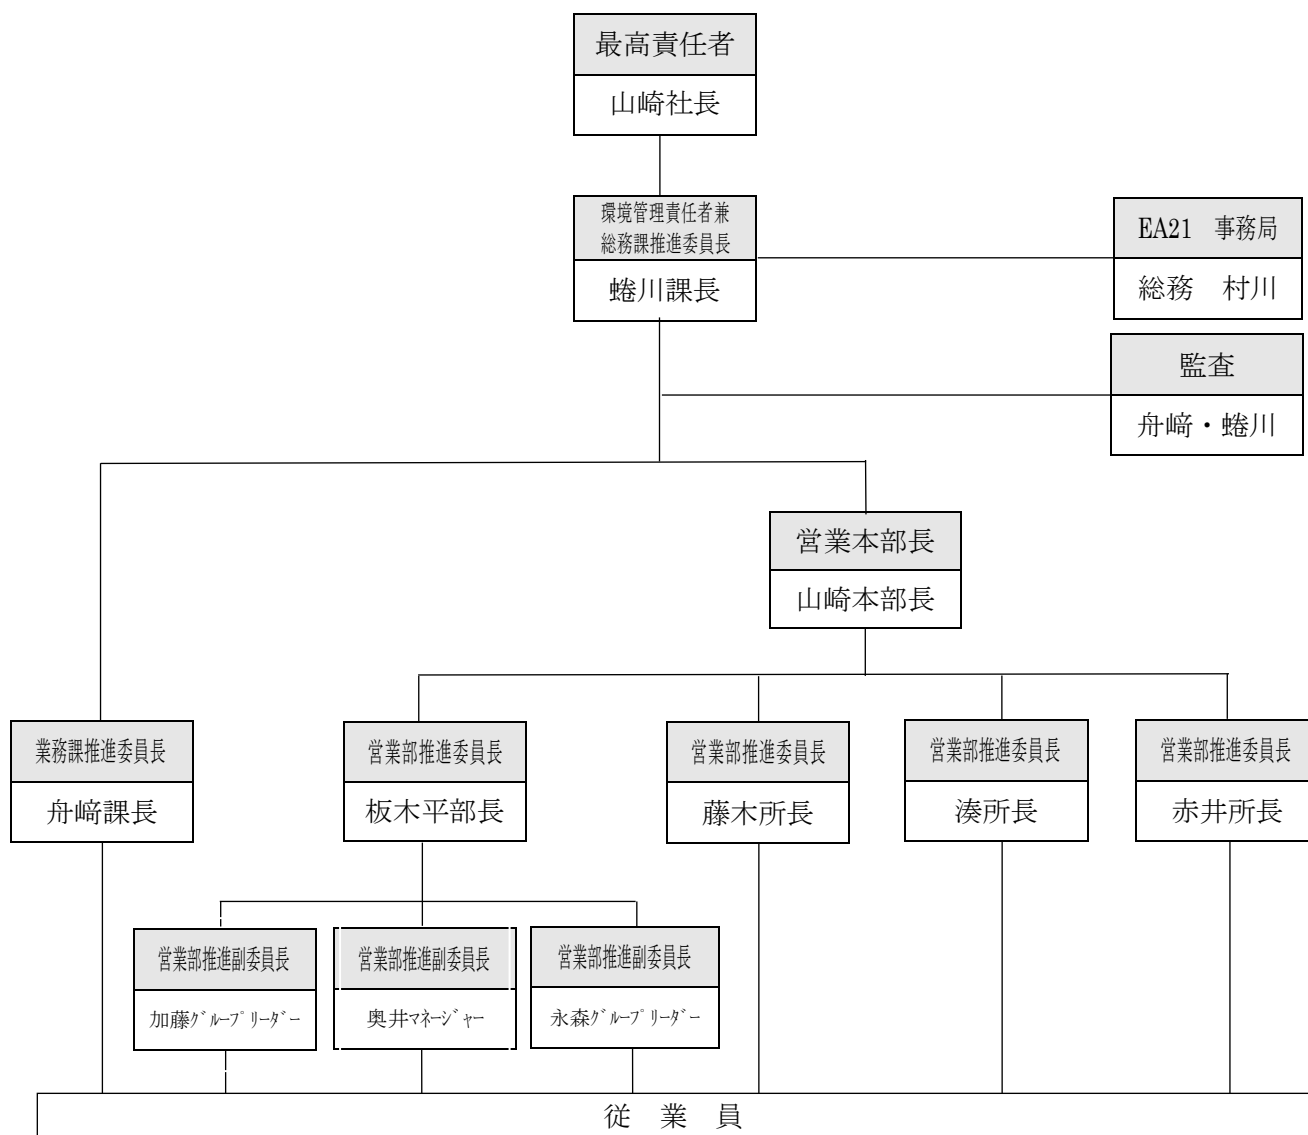 最高責任者
山崎社長
環境管理責任者兼
総務課推進委員長
蜷川課長
EA21　事務局
総務　村川
監査
舟﨑・蜷川
営業本部長
山崎本部長
業務課推進委員長
舟﨑課長
営業部推進委員長
板木平部長
営業部推進委員長
藤木所長
営業部推進委員長
湊所長
営業部推進委員長
赤井所長
営業部推進副委員長
加藤ｸﾞﾙｰﾌﾟﾘｰﾀﾞｰ
営業部推進副委員長
奥井ﾏﾈｰｼﾞｬｰ
営業部推進副委員長
永森ｸﾞﾙｰﾌﾟﾘｰﾀﾞｰ
従　業　員